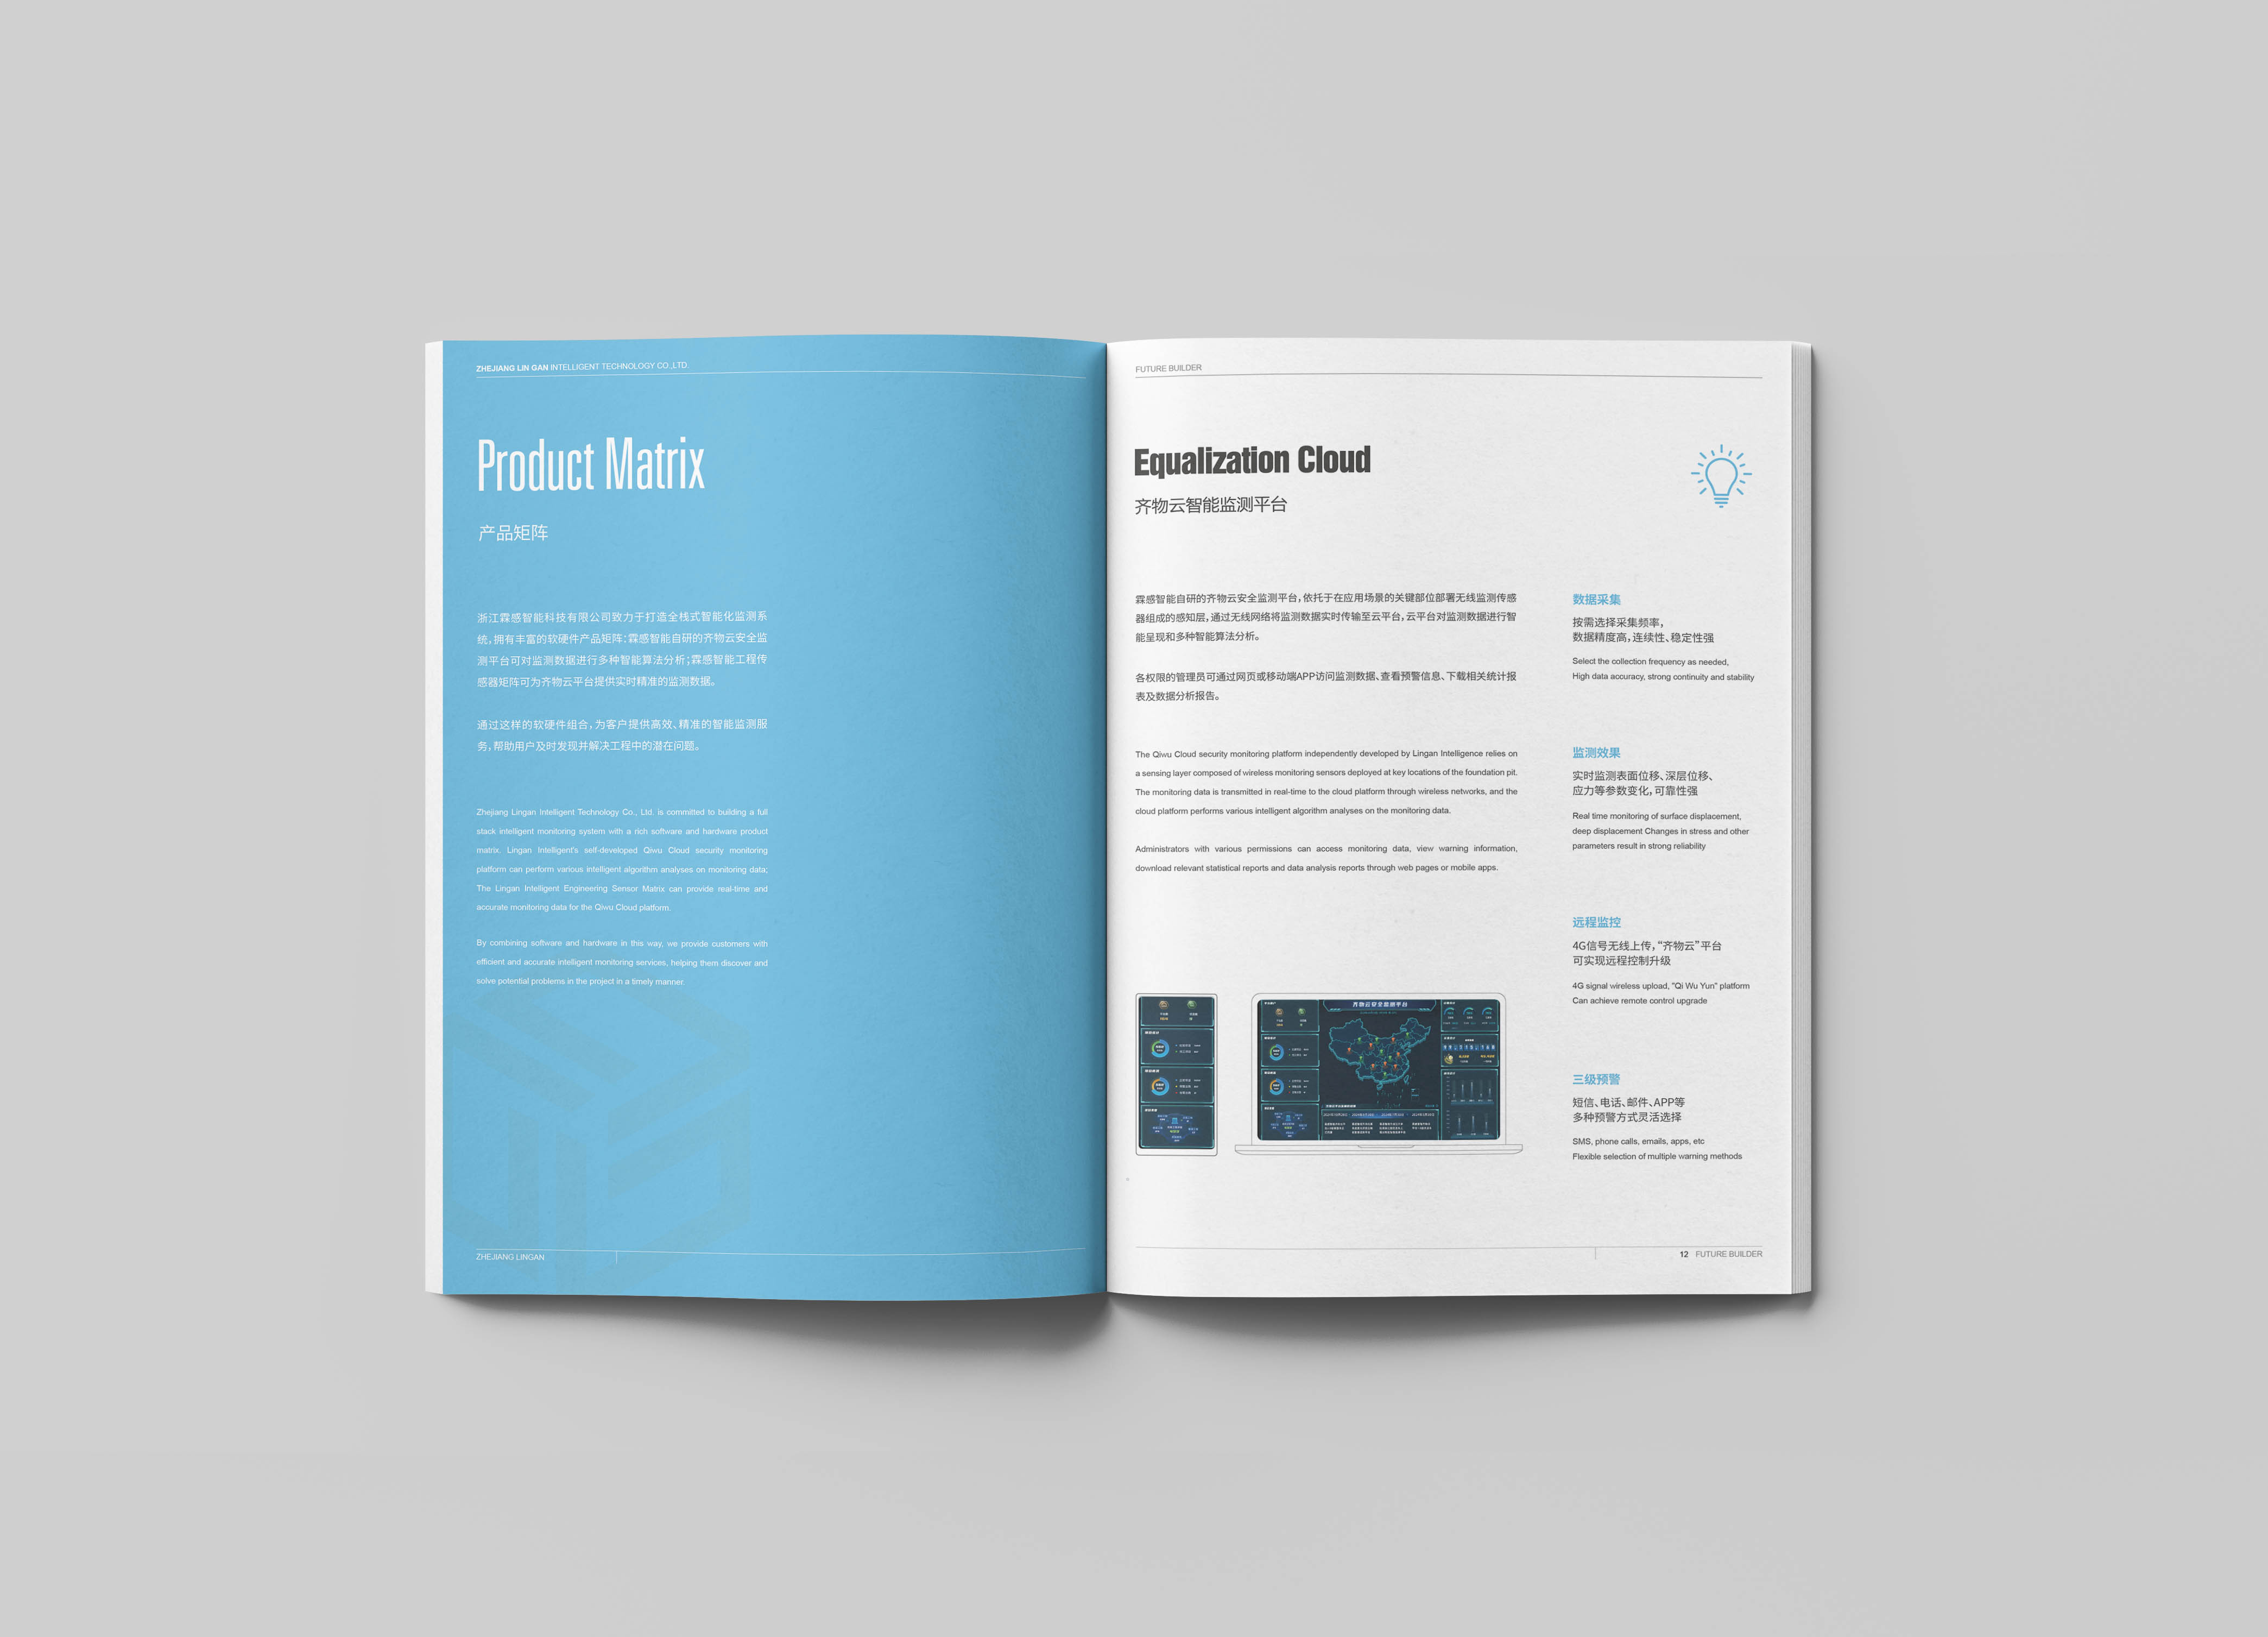 ZHEJIANG LIN GAN INTELLIGENT TECHNOLOGY CO.,LTD.
Product Matrix
产品矩阵
浙江霖感智能科技有限公司致力于打造全栈式智能化监测系
统，拥有丰富的软硬件产品矩阵：霖感智能自研的齐物云安全监
测平台可对监测数据进行多种智能算法分析；霖感智能工程传
感器矩阵可为齐物云平台提供实时精准的监测数据。
通过这样的软硬件组合，为客户提供高效、精准的智能监测服
务，帮助用户及时发现并解决工程中的潜在问题。
Zhejiang Lingan Intelligent Technology Co., Ltd. is committed to building a full
stack intelligent monitoring system with a rich software and hardware product
matrix. Lingan Intelligent's self-developed Qiwu Cloud security monitoring
platform can perform various intelligent algorithm analyses on monitoring data;
The Lingan Intelligent Engineering Sensor Matrix can provide real-time and
accurate monitoring data for the Qiwu Cloud platform.
By combining software and hardware in this way, we provide customers with
efficient and accurate intelligent monitoring services, helping them discover and
solve potential problems in the project in a timely manner.
ZHEJIANG LINGAN
FUTURE BUILDER
Equalization Cloud
齐物云智能监测平台
霖感智能自研的齐物云安全监测平台，依托于在应用场景的关键部位部署无线监测传感
器组成的感知层，通过无线网络将监测数据实时传输至云平台，云平台对监测数据进行智
能呈现和多种智能算法分析。
各权限的管理员可通过网页或移动端APP访问监测数据、查看预警信息、下载相关统计报
表及数据分析报告。
The Qiwu Cloud security monitoring platform independently developed by Lingan Intelligence relies on
a sensing layer composed of wireless monitoring sensors deployed at key locations of the foundation pit.
The monitoring data is transmitted in real-time to the cloud platform through wireless networks, and the
cloud platform performs various intelligent algorithm analyses on the monitoring data.
Administrators with various permissions can access monitoring data, view warning information,
download relevant statistical reports and data analysis reports through web pages or mobile apps.
齐物云安全监测平台
数据采集
按需选择采集频率，
数据精度高，连续性、稳定性强
Select the collection frequency as needed,
High data accuracy, strong continuity and stability
监测效果
实时监测表面位移、深层位移、
应力等参数变化，可靠性强
Real time monitoring of surface displacement,
deep displacement Changes in stress and other
parameters result in strong reliability
远程监控
4G信号无线上传，“齐物云”平台
可实现远程控制升级
4G signal wireless upload, "Qi Wu Yun" platform
Can achieve remote control upgrade
三级预警
短信、电话、邮件、APP等
多种预警方式灵活选择
SMS, phone calls, emails, apps, etc
Flexible selection of multiple warning methods
12 FUTURE BUILDER